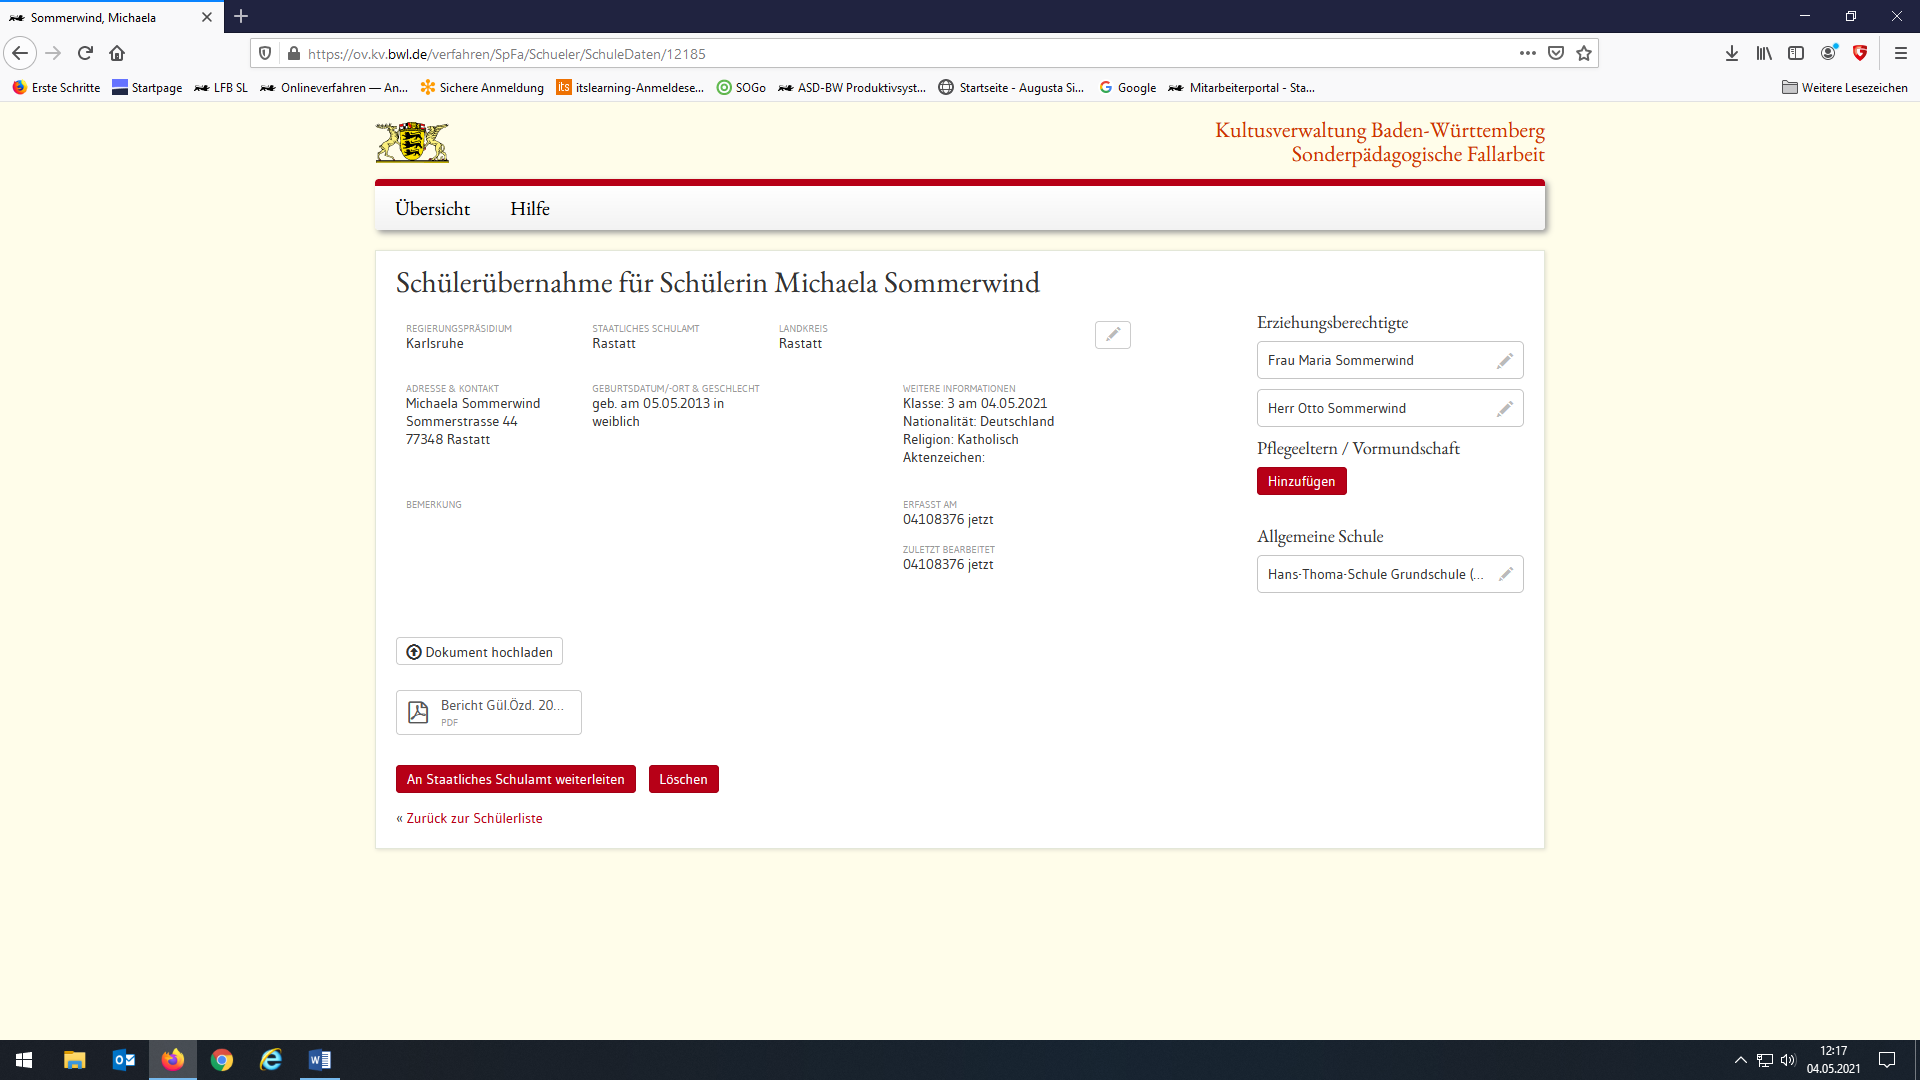 Sommerwind, Michaela
https://ov.kv.bwl.de/verfahren/SpFa/Schueler/SchuleDaten/12185
Erste Schritte
Startpage
LFB SL
Onlineverfahren — An...
Sichere Anmeldung
its
itslearning-Anmeldese...
SOGo
ASD-BW Produktivsyst...
Startseite - Augusta Si...
Google
Mitarbeiterportal - Sta...
Weitere Lesezeichen
Kultusverwaltung Baden-Württemberg
Sonderpädagogische Fallarbeit
Übersicht
Hilfe
Schülerübernahme für Schülerin Michaela Sommerwind
REGIERUNGSPRÄSIDIUM
Karlsruhe
STAATLICHES SCHULAMT
Rastatt
LANDKREIS
Rastatt
ADRESSE & KONTAKT
Michaela Sommerwind
Sommerstrasse 44
77348 Rastatt
GEBURTSDATUM/-ORT & GESCHLECHT
geb. am 05.05.2013 in
weiblich
WEITERE INFORMATIONEN
Klasse: 3 am 04.05.2021
Nationalität: Deutschland
Religion: Katholisch
Aktenzeichen:
BEMERKUNG
ERFASST AM
04108376 jetzt
ZULETZT BEARBEITET
04108376 jetzt
Erziehungsberechtigte
Frau Maria Sommerwind
Herr Otto Sommerwind
Pflegeeltern / Vormundschaft
Hinzufügen
Allgemeine Schule
Hans-Thoma-Schule Grundschule (...
Dokument hochladen
Bericht Gül.Özd. 20...
PDF
An Staatliches Schulamt weiterleiten
Löschen
« Zurück zur Schülerliste
12:17
04.05.2021